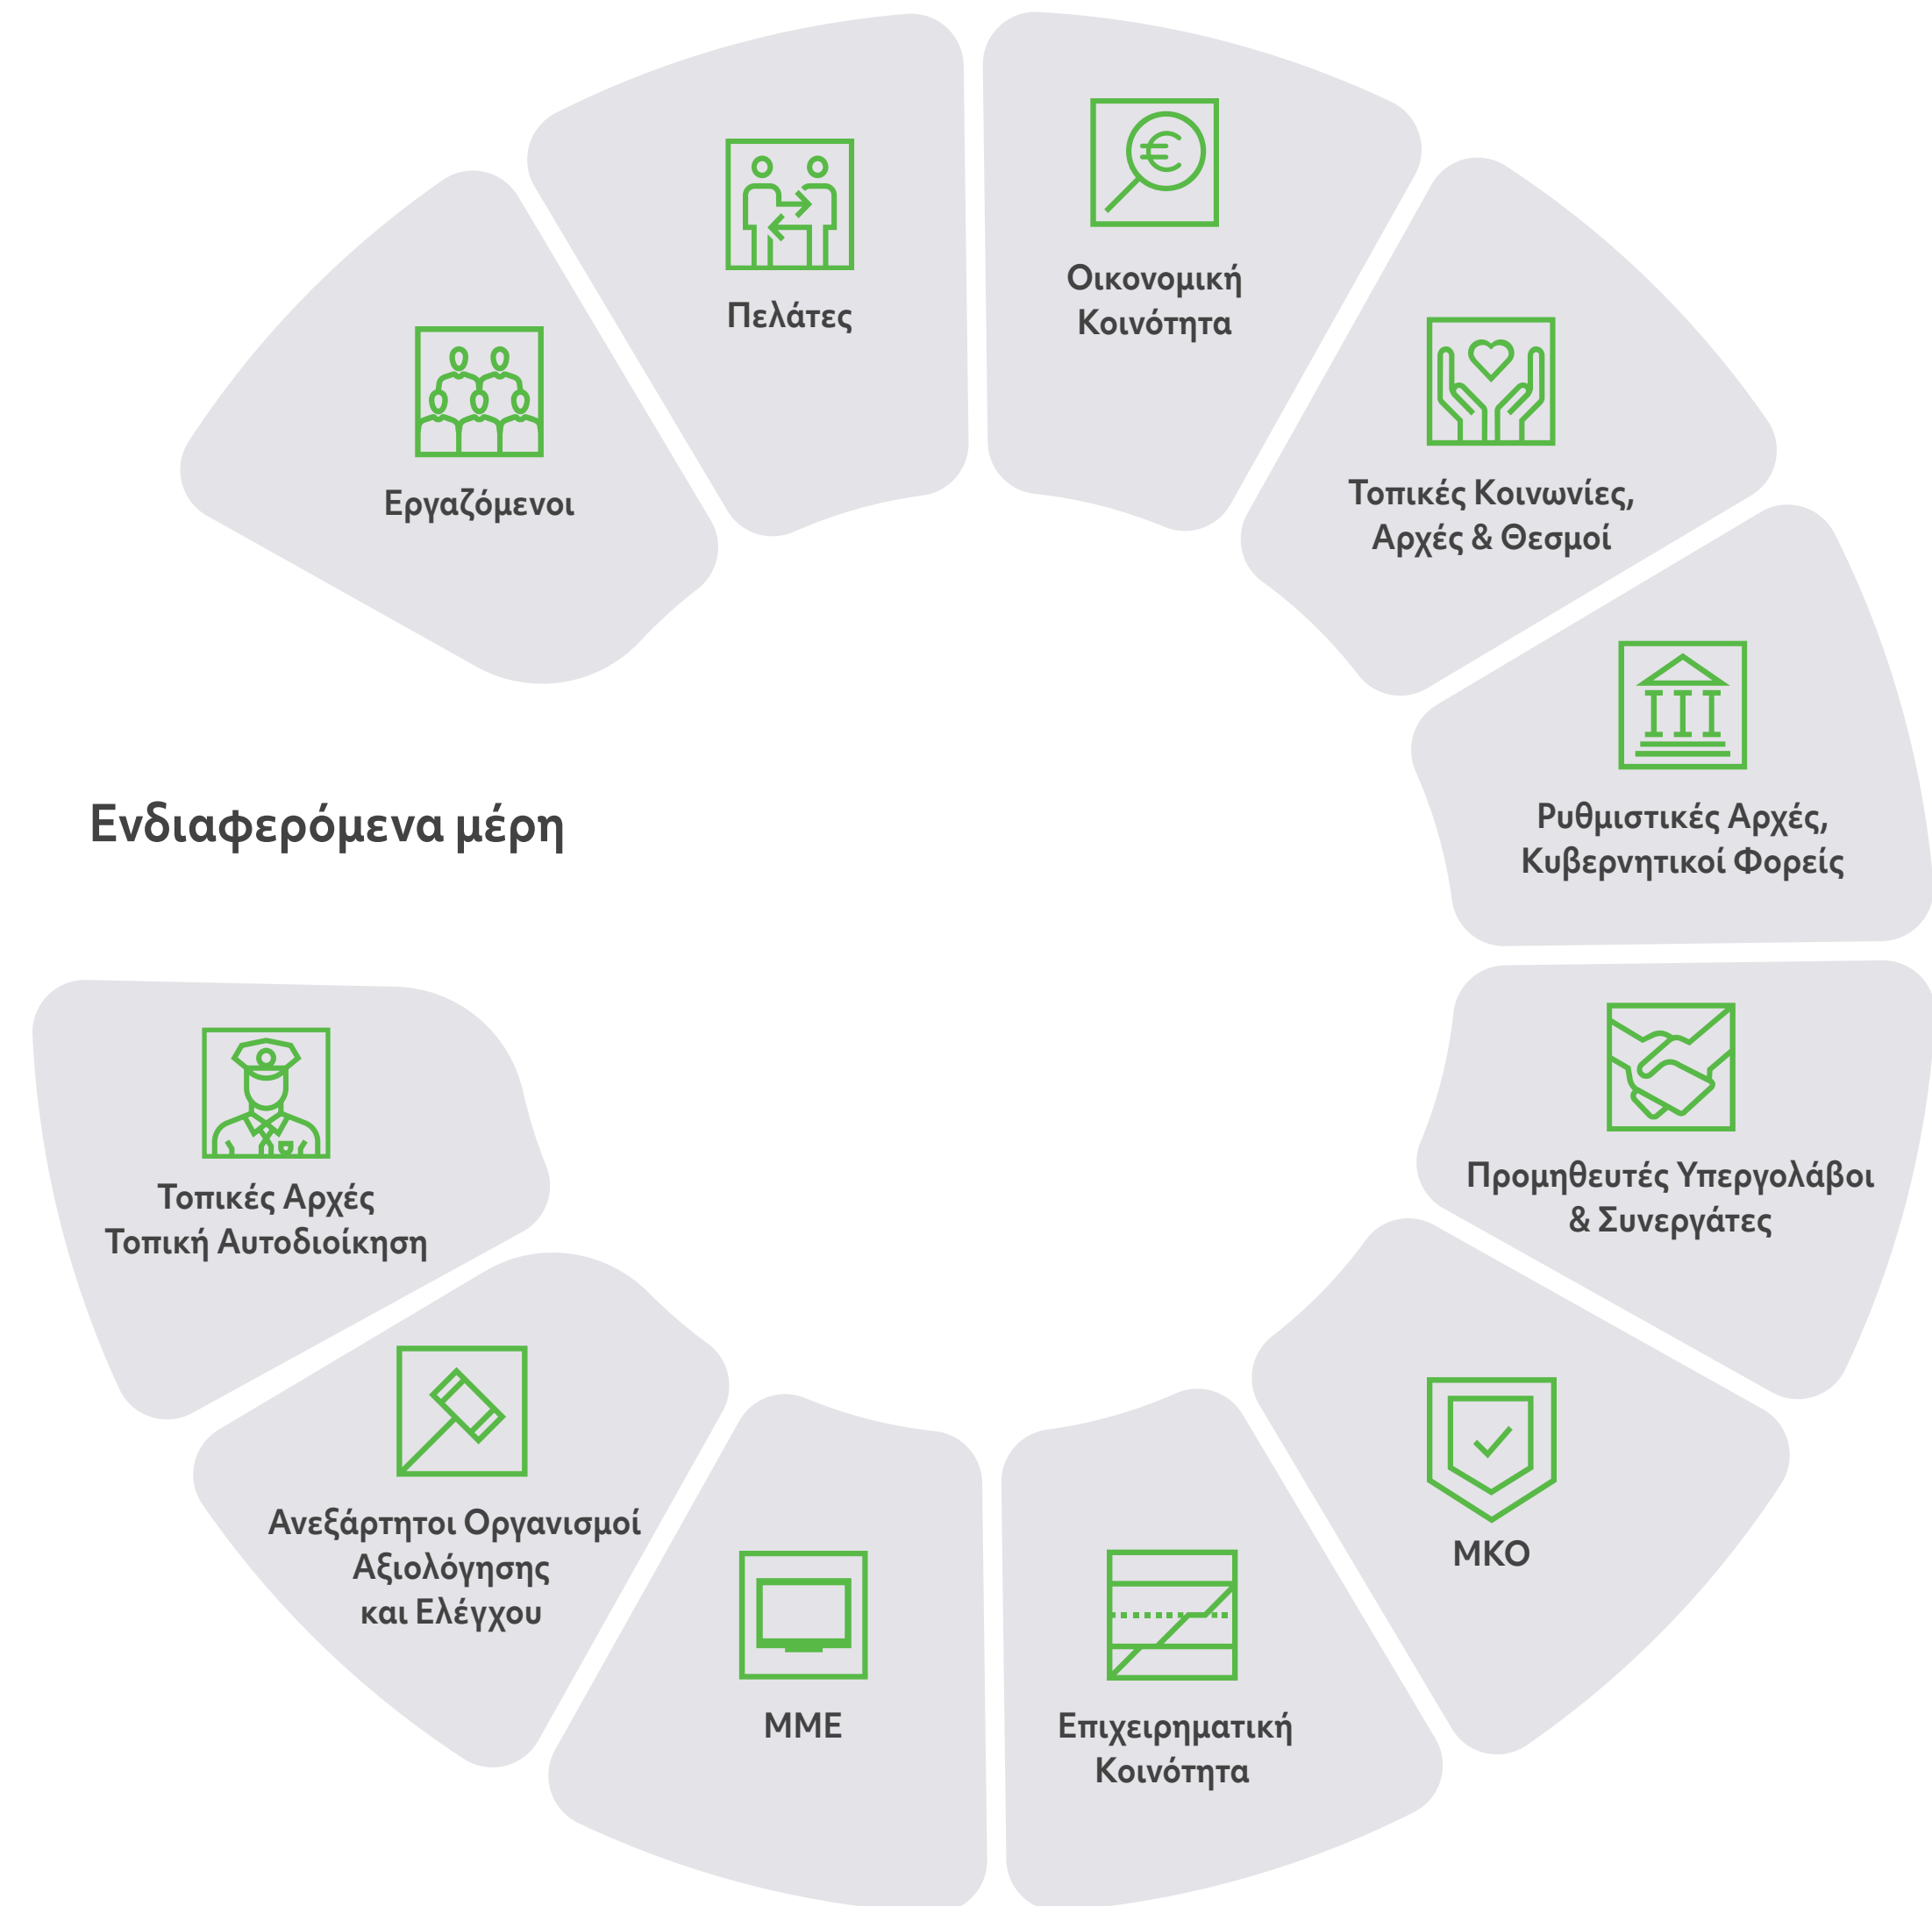 Ενδιαφερόμενα μέρη
Εργαζόμενοι
Πελάτες
Οικονομική
Κοινότητα
Τοπικές Κοινωνίες,
Αρχές & Θεσμοί
Ρυθμιστικές Αρχές,
Κυβερνητικοί Φορείς
Προμηθευτές Υπεργολάβοι
& Συνεργάτες
ΜΚΟ
Επιχειρηματική
Κοινότητα
ΜΜΕ
Ανεξάρτητοι Οργανισμοί
Αξιολόγησης
και Ελέγχου
Τοπικές Αρχές
Τοπική Αυτοδιοίκηση